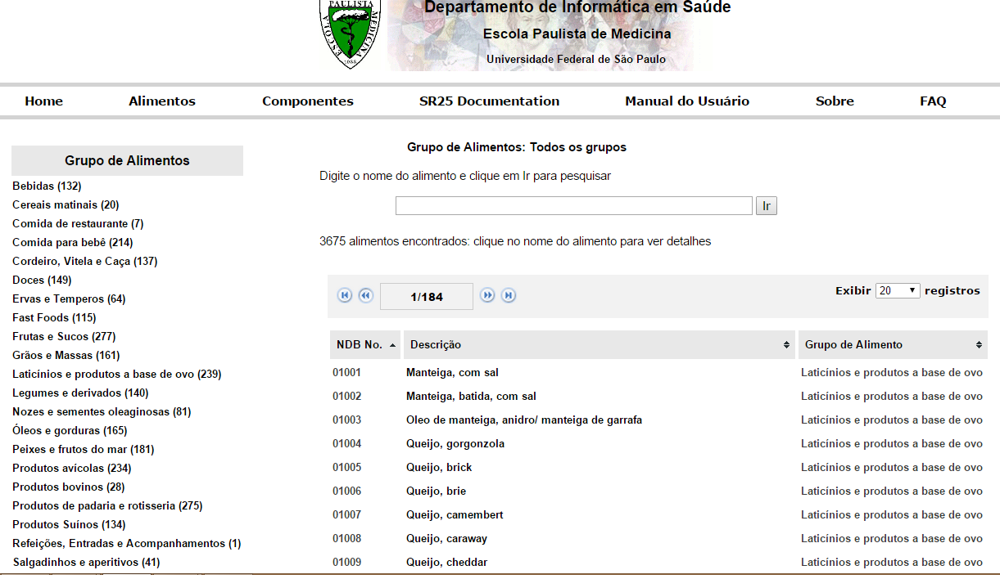 PAULISTA
ESCOLA
MEDICINA
Departamento de Informática em Saúde
Escola Paulista de Medicina
Universidade Federal de São Paulo
Home Alimentos Componentes SR25 Documentation Manual do Usuário Sobre FAQ
Grupo de Alimentos
Bebidas (132)
Cereais matinais (20)
Comida de restaurante (7)
Comida para bebê (214)
Cordeiro, Vitela e Caça (137)
Doces (149)
Ervas e Temperos (64)
Fast Foods (115)
Frutas e Sucos (277)
Grãos e Massas (161)
Laticínios e produtos a base de ovo (239)
Legumes e derivados (140)
Nozes e sementes oleaginosas (81)
Óleos e gorduras (165)
Peixes e frutos do mar (181)
Produtos avícolas (234)
Produtos bovinos (28)
Produtos de padaria e rotisseria (275)
Produtos Suínos (134)
Refeições, Entradas e Acompanhamentos (1)
Salgadinhos e aperitivos (41)
Grupo de Alimentos: Todos os grupos
Digite o nome do alimento e clique em Ir para pesquisar
Ir
3675 alimentos encontrados: clique no nome do alimento para ver detalhes
1/184 Exibir 20 registros
NDB No. Descrição Grupo de Alimento
01001 Manteiga, com sal Laticínios e produtos a base de ovo
01002 Manteiga, batida, com sal Laticínios e produtos a base de ovo
01003 Oleo de manteiga, anidro/ manteiga de garrafa Laticínios e produtos a base de ovo
01004 Queijo, gorgonzola Laticínios e produtos a base de ovo
01005 Queijo, brick Laticínios e produtos a base de ovo
01006 Queijo, brie Laticínios e produtos a base de ovo
01007 Queijo, camembert Laticínios e produtos a base de ovo
01008 Queijo, caraway Laticínios e produtos a base de ovo
01009 Queijo, cheddar Laticínios e produtos a base de ovo